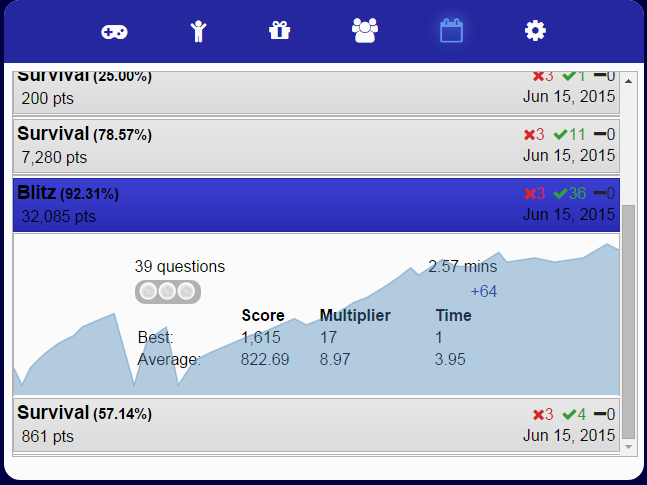 Survival (25.00%) 3 1 0
200 pts Jun 15, 2015
Survival (78.57%) 3 11 0
7,280 pts Jun 15, 2015
Blitz (92.31%) 3 36 0
32,085 pts Jun 15, 2015
39 questions 2.57 mins
+64
Score Multiplier Time
Best: 1,615 17 1
Average: 822.69 8.97 3.95
Survival (57.14%) 3 4 0
861 pts Jun 15, 2015